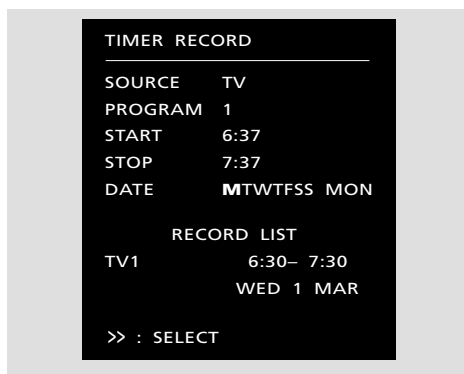 TIMER RECORD
SOURCE TV
PROGRAM 1
START 6:37
STOP 7:37
DATE MTWTFSS MON
RECORD LIST
TV1 6:30– 7:30
WED 1 MAR
>> : SELECT